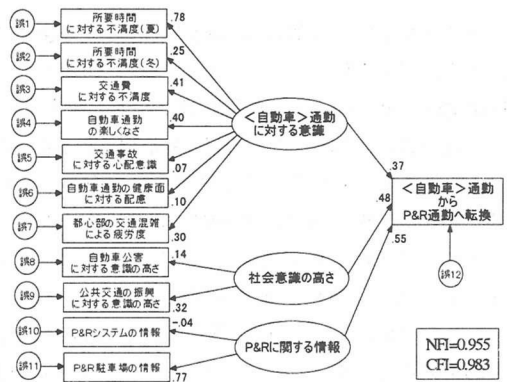 誤1
所要時間
に対する不満度(夏)
.78
誤2
所要時間
に対する不満度(冬)
.25
誤3
交通費
に対する不満度
.41
誤4
自動車通勤
の楽しくなさ
.40
誤5
交通事故
に対する心配意識
.07
誤6
自動車通勤の健康面
に対する配慮
.10
誤7
都心部の交通混雑
による疲労度
.30
誤8
自動車公害
に対する意識の高さ
.14
誤9
公共交通の振興
に対する意識の高さ
.32
誤10
P&Rシステムの情報
-.04
誤11
P&R駐車場の情報
.77
<自動車>通勤
に対する意識
社会意識の高さ
P&Rに関する情報
.37
.48
.55
<自動車>通勤
から
P&R通勤へ転換
誤12
NFI=0.955
CFI=0.983